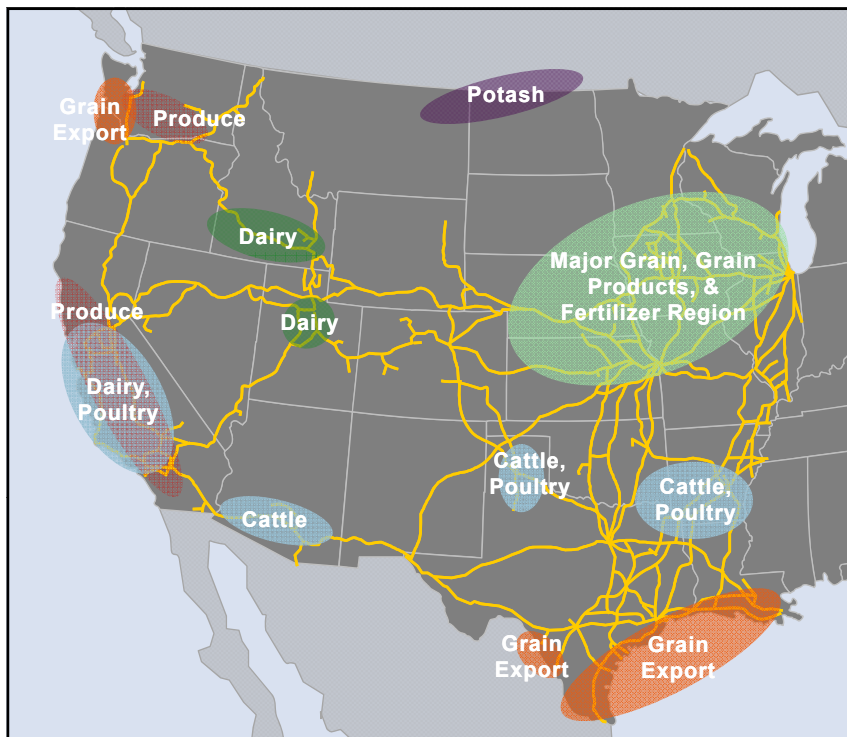 Potash
Grain
Export
Produce
Dairy
Major Grain, Grain
Products, &
Fertilizer Region
Produce
Dairy
Dairy,
Poultry
Cattle,
Poultry
Cattle,
Poultry
Cattle
Grain
Export
Grain
Export